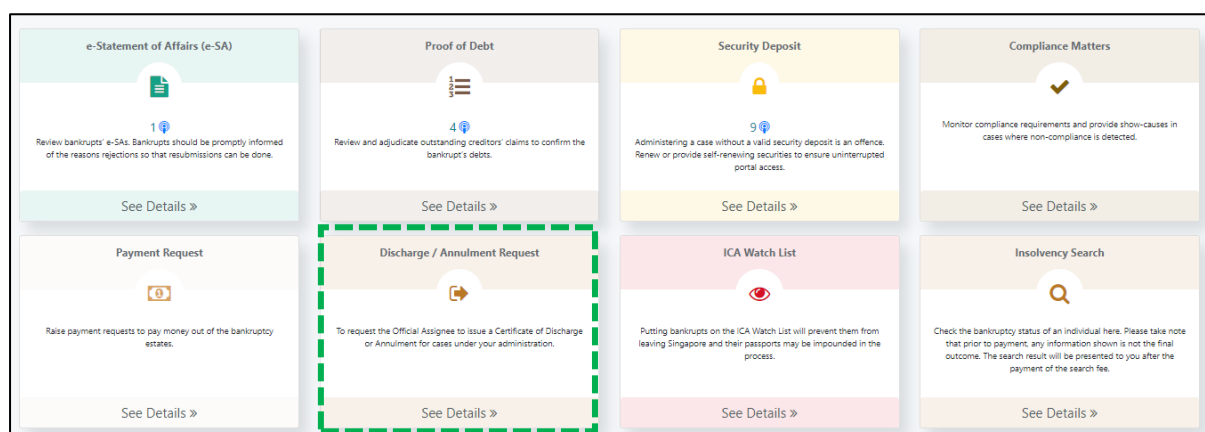 e-Statement of Affairs (e-SA)
1
Review bankrupts' e-SAs. Bankrupts should be promptly informed
of the reasons rejections so that resubmissions can be done.
See Details »
Proof of Debt
1
2
3
4
Review and adjudicate outstanding creditors' claims to confirm the
bankrupt's debts.
See Details »
Security Deposit
9
Administering a case without a valid security deposit is an offence.
Renew or provide self-renewing securities to ensure uninterrupted
portal access.
See Details »
Compliance Matters
Monitor compliance requirements and provide show-causes in
cases where non-compliance is detected.
See Details »
Payment Request
Raise payment requests to pay money out of the bankruptcy
estates.
See Details »
Discharge / Annulment Request
To request the Official Assignee to issue a Certificate of Discharge
or Annulment for cases under your administration.
See Details »
ICA Watch List
Putting bankrupts on the ICA Watch List will prevent them from
leaving Singapore and their passports may be impounded in the
process.
See Details »
Insolvency Search
Check the bankruptcy status of an individual here. Please take note
that prior to payment, any information shown is not the final
outcome. The search result will be presented to you after the
payment of the search fee.
See Details »